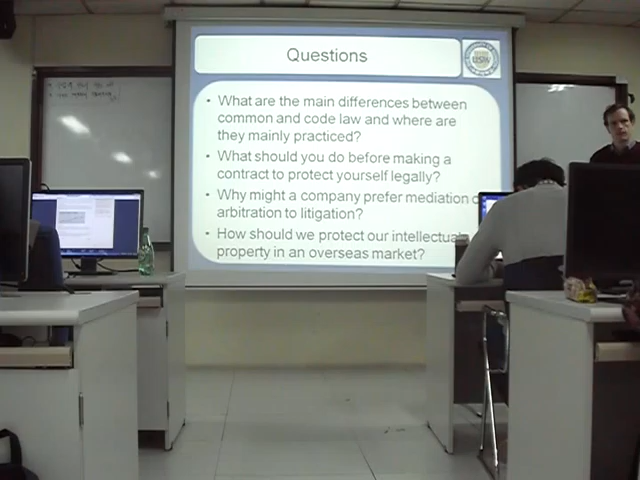 Questions
• What are the main differences between
common and code law and where are
they mainly practiced?
• What should you do before making a
contract to protect yourself legally?
• Why might a company prefer mediation o
arbitration to litigation?
• How should we protect our intellectual
property in an overseas market?